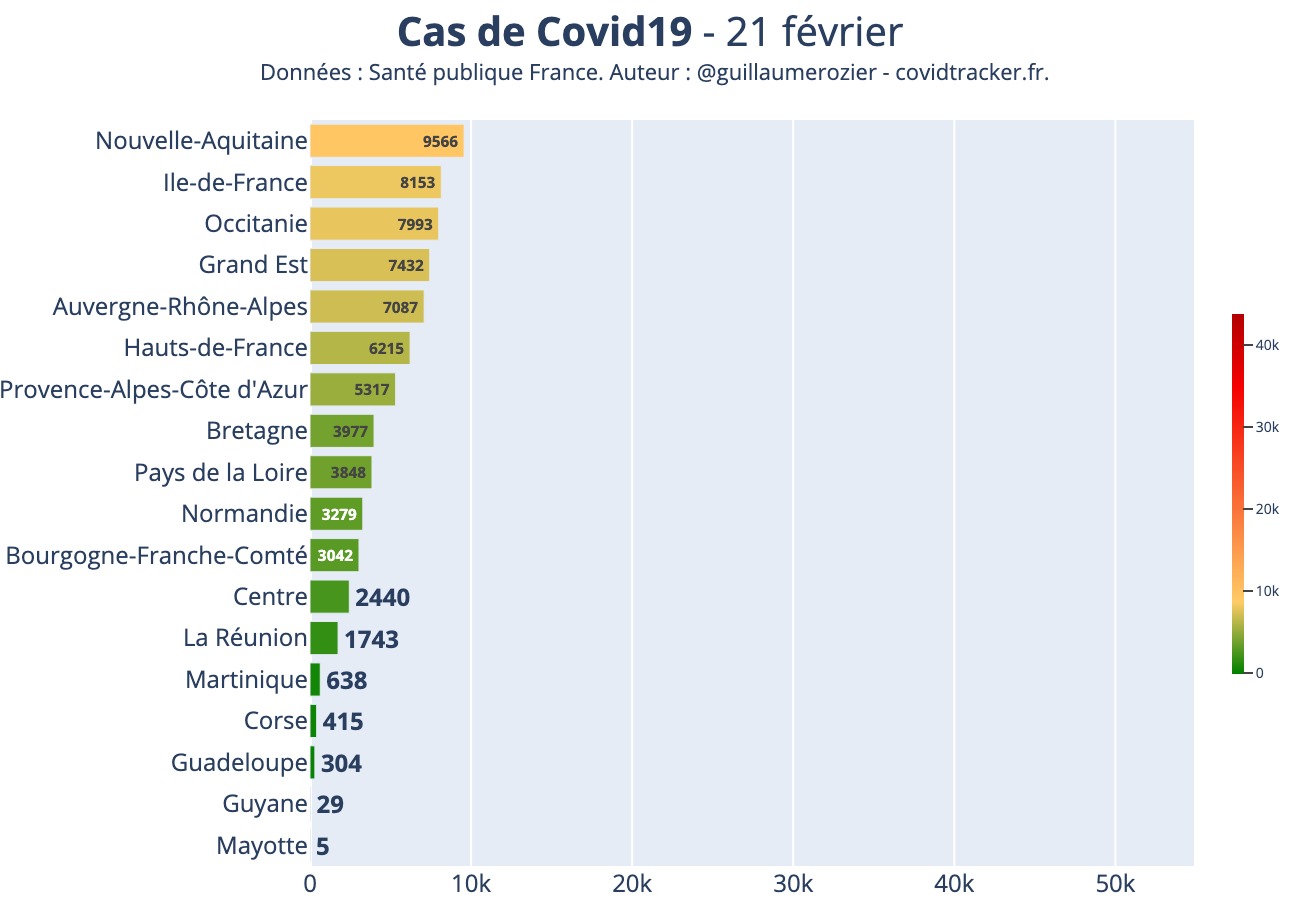 Cas de Covid19 - 21 février
Données : Santé publique France. Auteur : @guillaumerozier - covidtracker.fr.
Nouvelle-Aquitaine 9566
Ile-de-France 8153
Occitanie 7993
Grand Est 7432
Auvergne-Rhône-Alpes 7087
Hauts-de-France 6215
Provence-Alpes-Côte d'Azur 5317
Bretagne 3977
Pays de la Loire 3848
Normandie 3279
Bourgogne-Franche-Comté 3042
Centre 2440
La Réunion 1743
Martinique 638
Corse 415
Guadeloupe 304
Guyane 29
Mayotte 5
0 10k 20k 30k 40k 50k
40k
30k
20k
10k
0